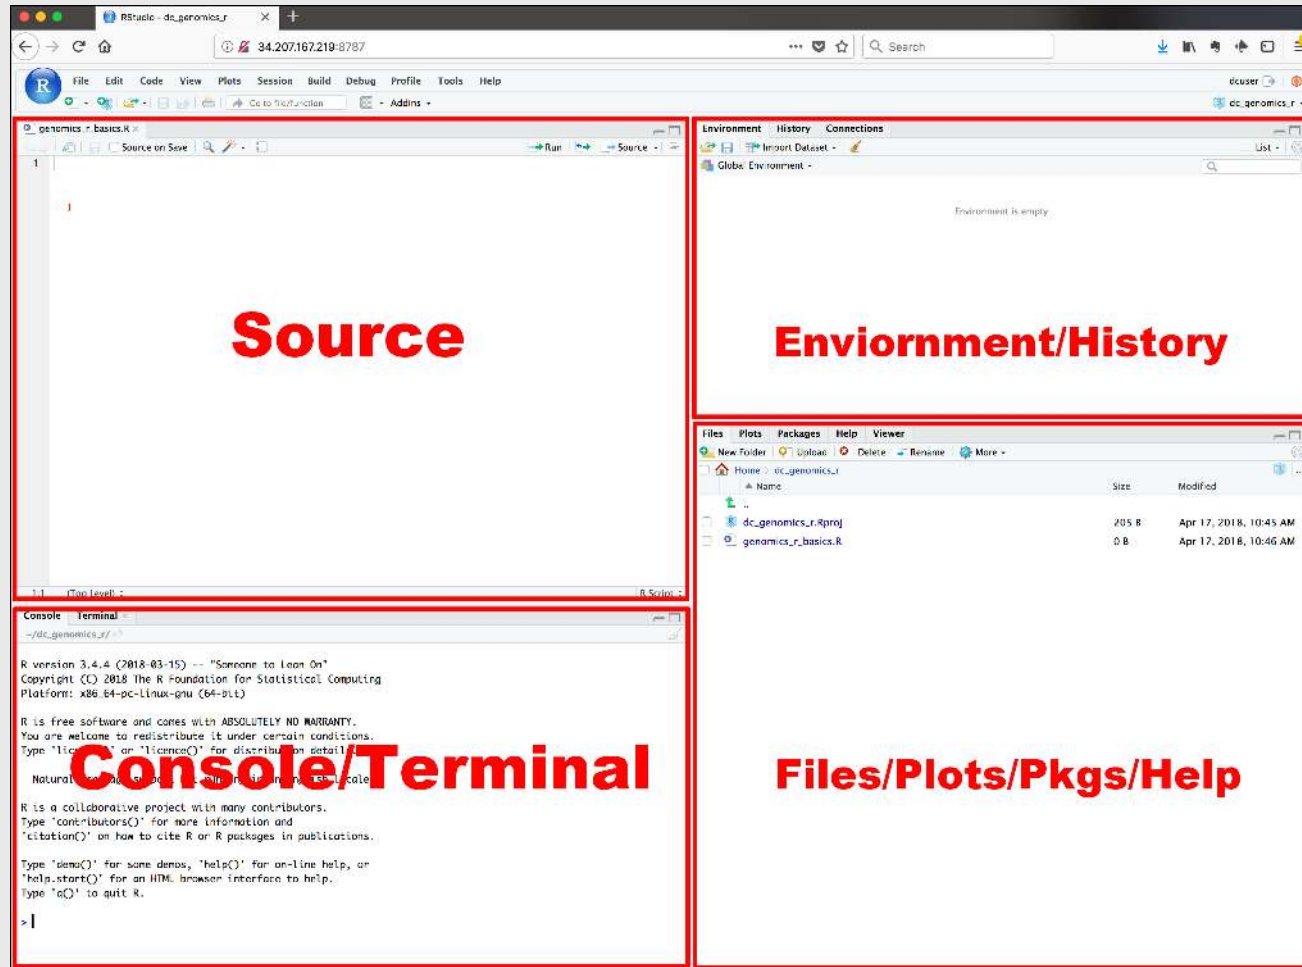 RStudio - dc_genomics_r
34.207.167.219:8787
Search
File Edit Code View Plots Session Build Debug Profile Tools Help
dcuser
Go to file/function
Addins
dc_genomics_r
genomics_r_basics.R
Source on Save
Run
Source
1
Source
1:1 (Top Level)
R Script
Environment History Connections
Import Dataset
List
Global Environment
Environment is empty
Enviornment/History
Console Terminal
~/dc_genomics_r/
R version 3.4.4 (2018-03-15) -- "Someone to Lean On"
Copyright (C) 2018 The R Foundation for Statistical Computing
Platform: x86_64-pc-linux-gnu (64-bit)
R is free software and comes with ABSOLUTELY NO WARRANTY.
You are welcome to redistribute it under certain conditions.
Type or 'licence()' for distribution
Natural
Console/Terminal
R is a collaborative project with many contributors.
Type 'contributors()' for more information and
'citation()' on how to cite R or R packages in publications.
Type 'demo()' for some demos, 'help()' for on-line help, or
'help.start()' for an HTML browser interface to help.
Type 'q()' to quit R.
>
Files Plots Packages Help Viewer
New Folder Upload Delete Rename More
Home dc_genomics_r
Name Size Modified
..
dc_genomics_r.Rproj 205 B Apr 17, 2018, 10:45 AM
genomics_r_basics.R 0 B Apr 17, 2018, 10:46 AM
Files/Plots/Pkgs/Help